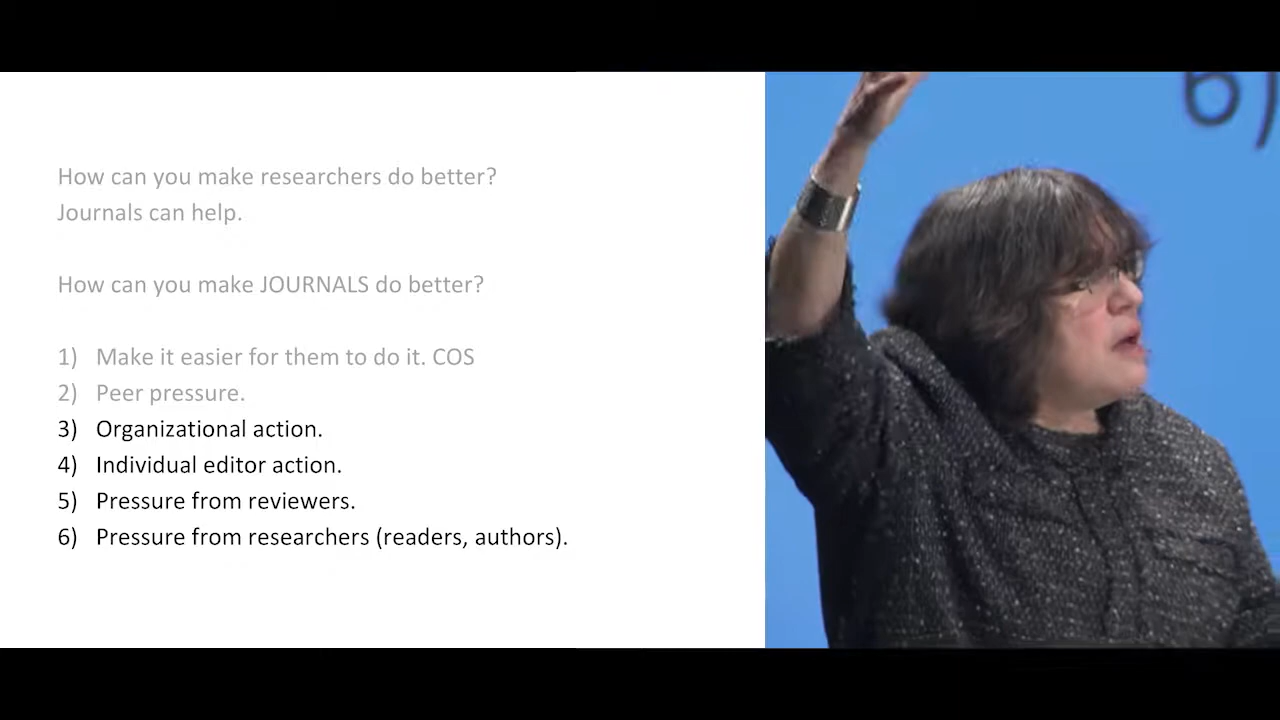 How can you make researchers do better?
Journals can help.
How can you make JOURNALS do better?
1) Make it easier for them to do it. COS
2) Peer pressure.
3) Organizational action.
4) Individual editor action.
5) Pressure from reviewers.
6) Pressure from researchers (readers, authors).
6)